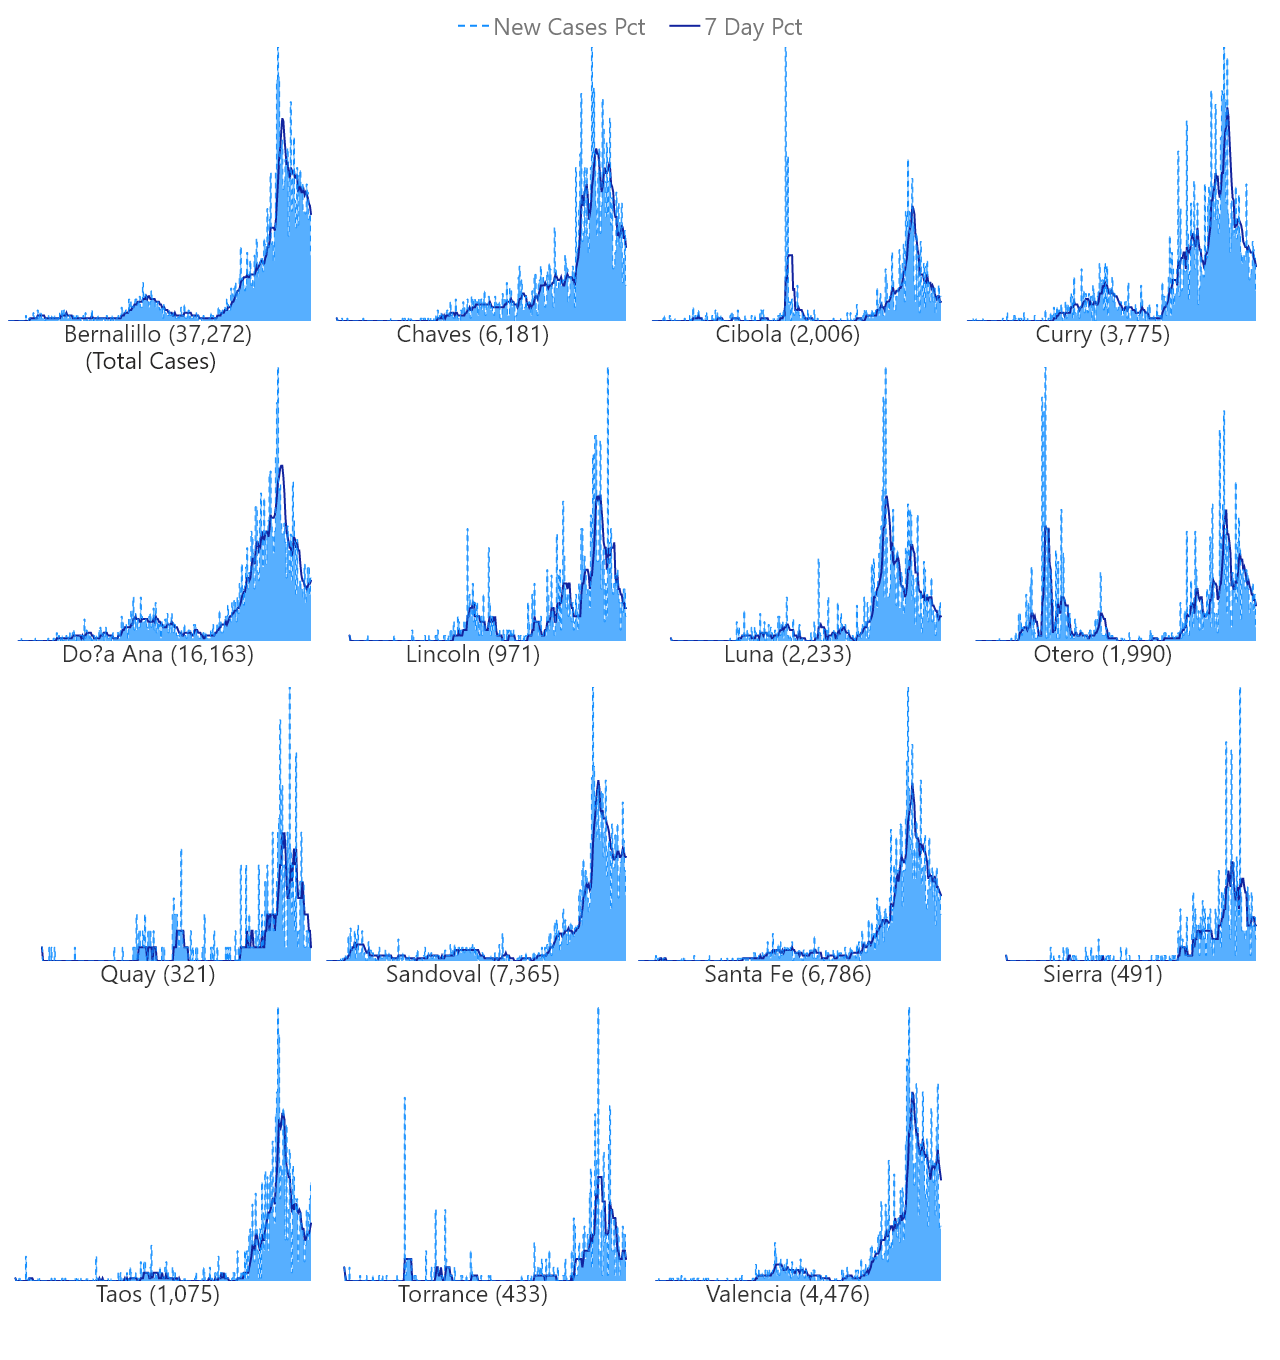 New Cases Pct 7 Day Pct
Bernalillo (37,272) Chaves (6,181) Cibola (2,006) Curry (3,775)
(Total Cases)
Do?a Ana (16,163) Lincoln (971) Luna (2,233) Otero (1,990)
Quay (321) Sandoval (7,365) Santa Fe (6,786) Sierra (491)
Taos (1,075) Torrance (433) Valencia (4,476)